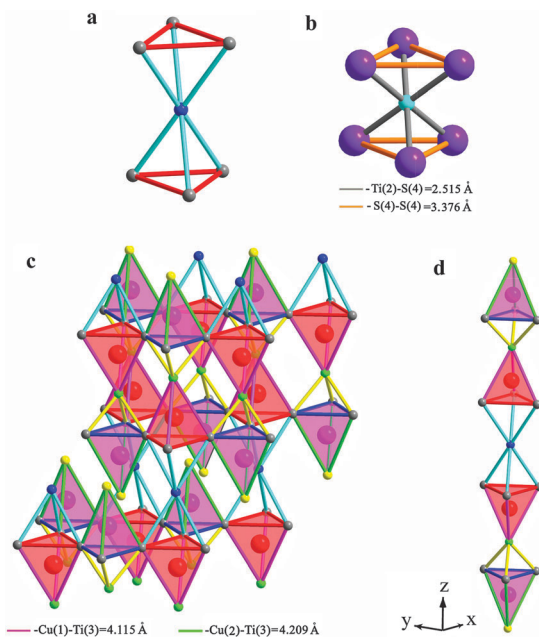 a
b
-Ti(2)-S(4)=2.515 Å
-S(4)-S(4)=3.376 Å
c
d
z
y
x
-Cu(1)-Ti(3)=4.115 Å
-Cu(2)-Ti(3)=4.209 Å